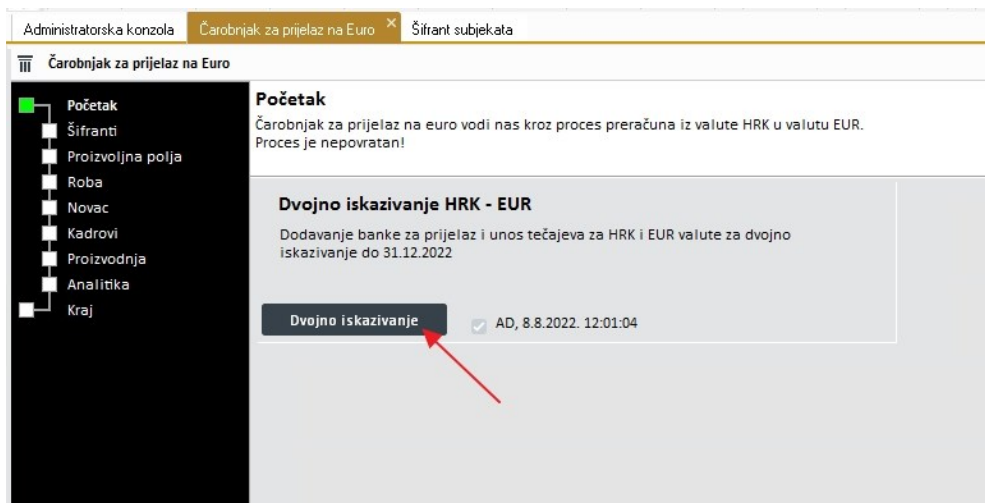 Administratorska konzola
Čarobnjak za prijelaz na Euro
Šifrant subjekata
Čarobnjak za prijelaz na Euro
Početak
Šifranti
Proizvoljna polja
Roba
Novac
Kadrovi
Proizvodnja
Analitika
Kraj
Početak
Čarobnjak za prijelaz na euro vodi nas kroz proces preračuna iz valute HRK u valutu EUR.
Proces je nepovratan!
Dvojno iskazivanje HRK - EUR
Dodavanje banke za prijelaz i unos tečajeva za HRK i EUR valute za dvojno
iskazivanje do 31.12.2022
Dvojno iskazivanje
AD, 8.8.2022. 12:01:04